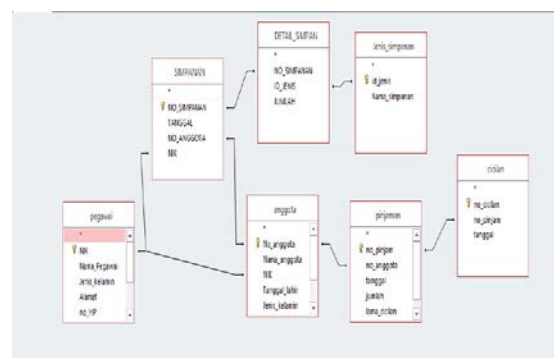 DETAIL_SIMPAN
*
NO_SIMPANAN
ID_JENIS
JUMLAH
Jenis_simpanan
*
id_jenis
Nama_simpanan
SIMPANAN
*
NO_SIMPANAN
TANGGAL
NO_ANGGOTA
NIK
cicilan
*
no_cicilan
no_pinjam
tanggal
pegawai
*
NIK
Nama_Pegawai
Jenis_kelamin
Alamat
no_HP
anggota
*
No_anggota
Nama_anggota
NIK
Tanggal_lahir
Jenis_kelamin
pinjaman
*
no_pinjam
no_anggota
tanggal
jumlah
lama_cicilan